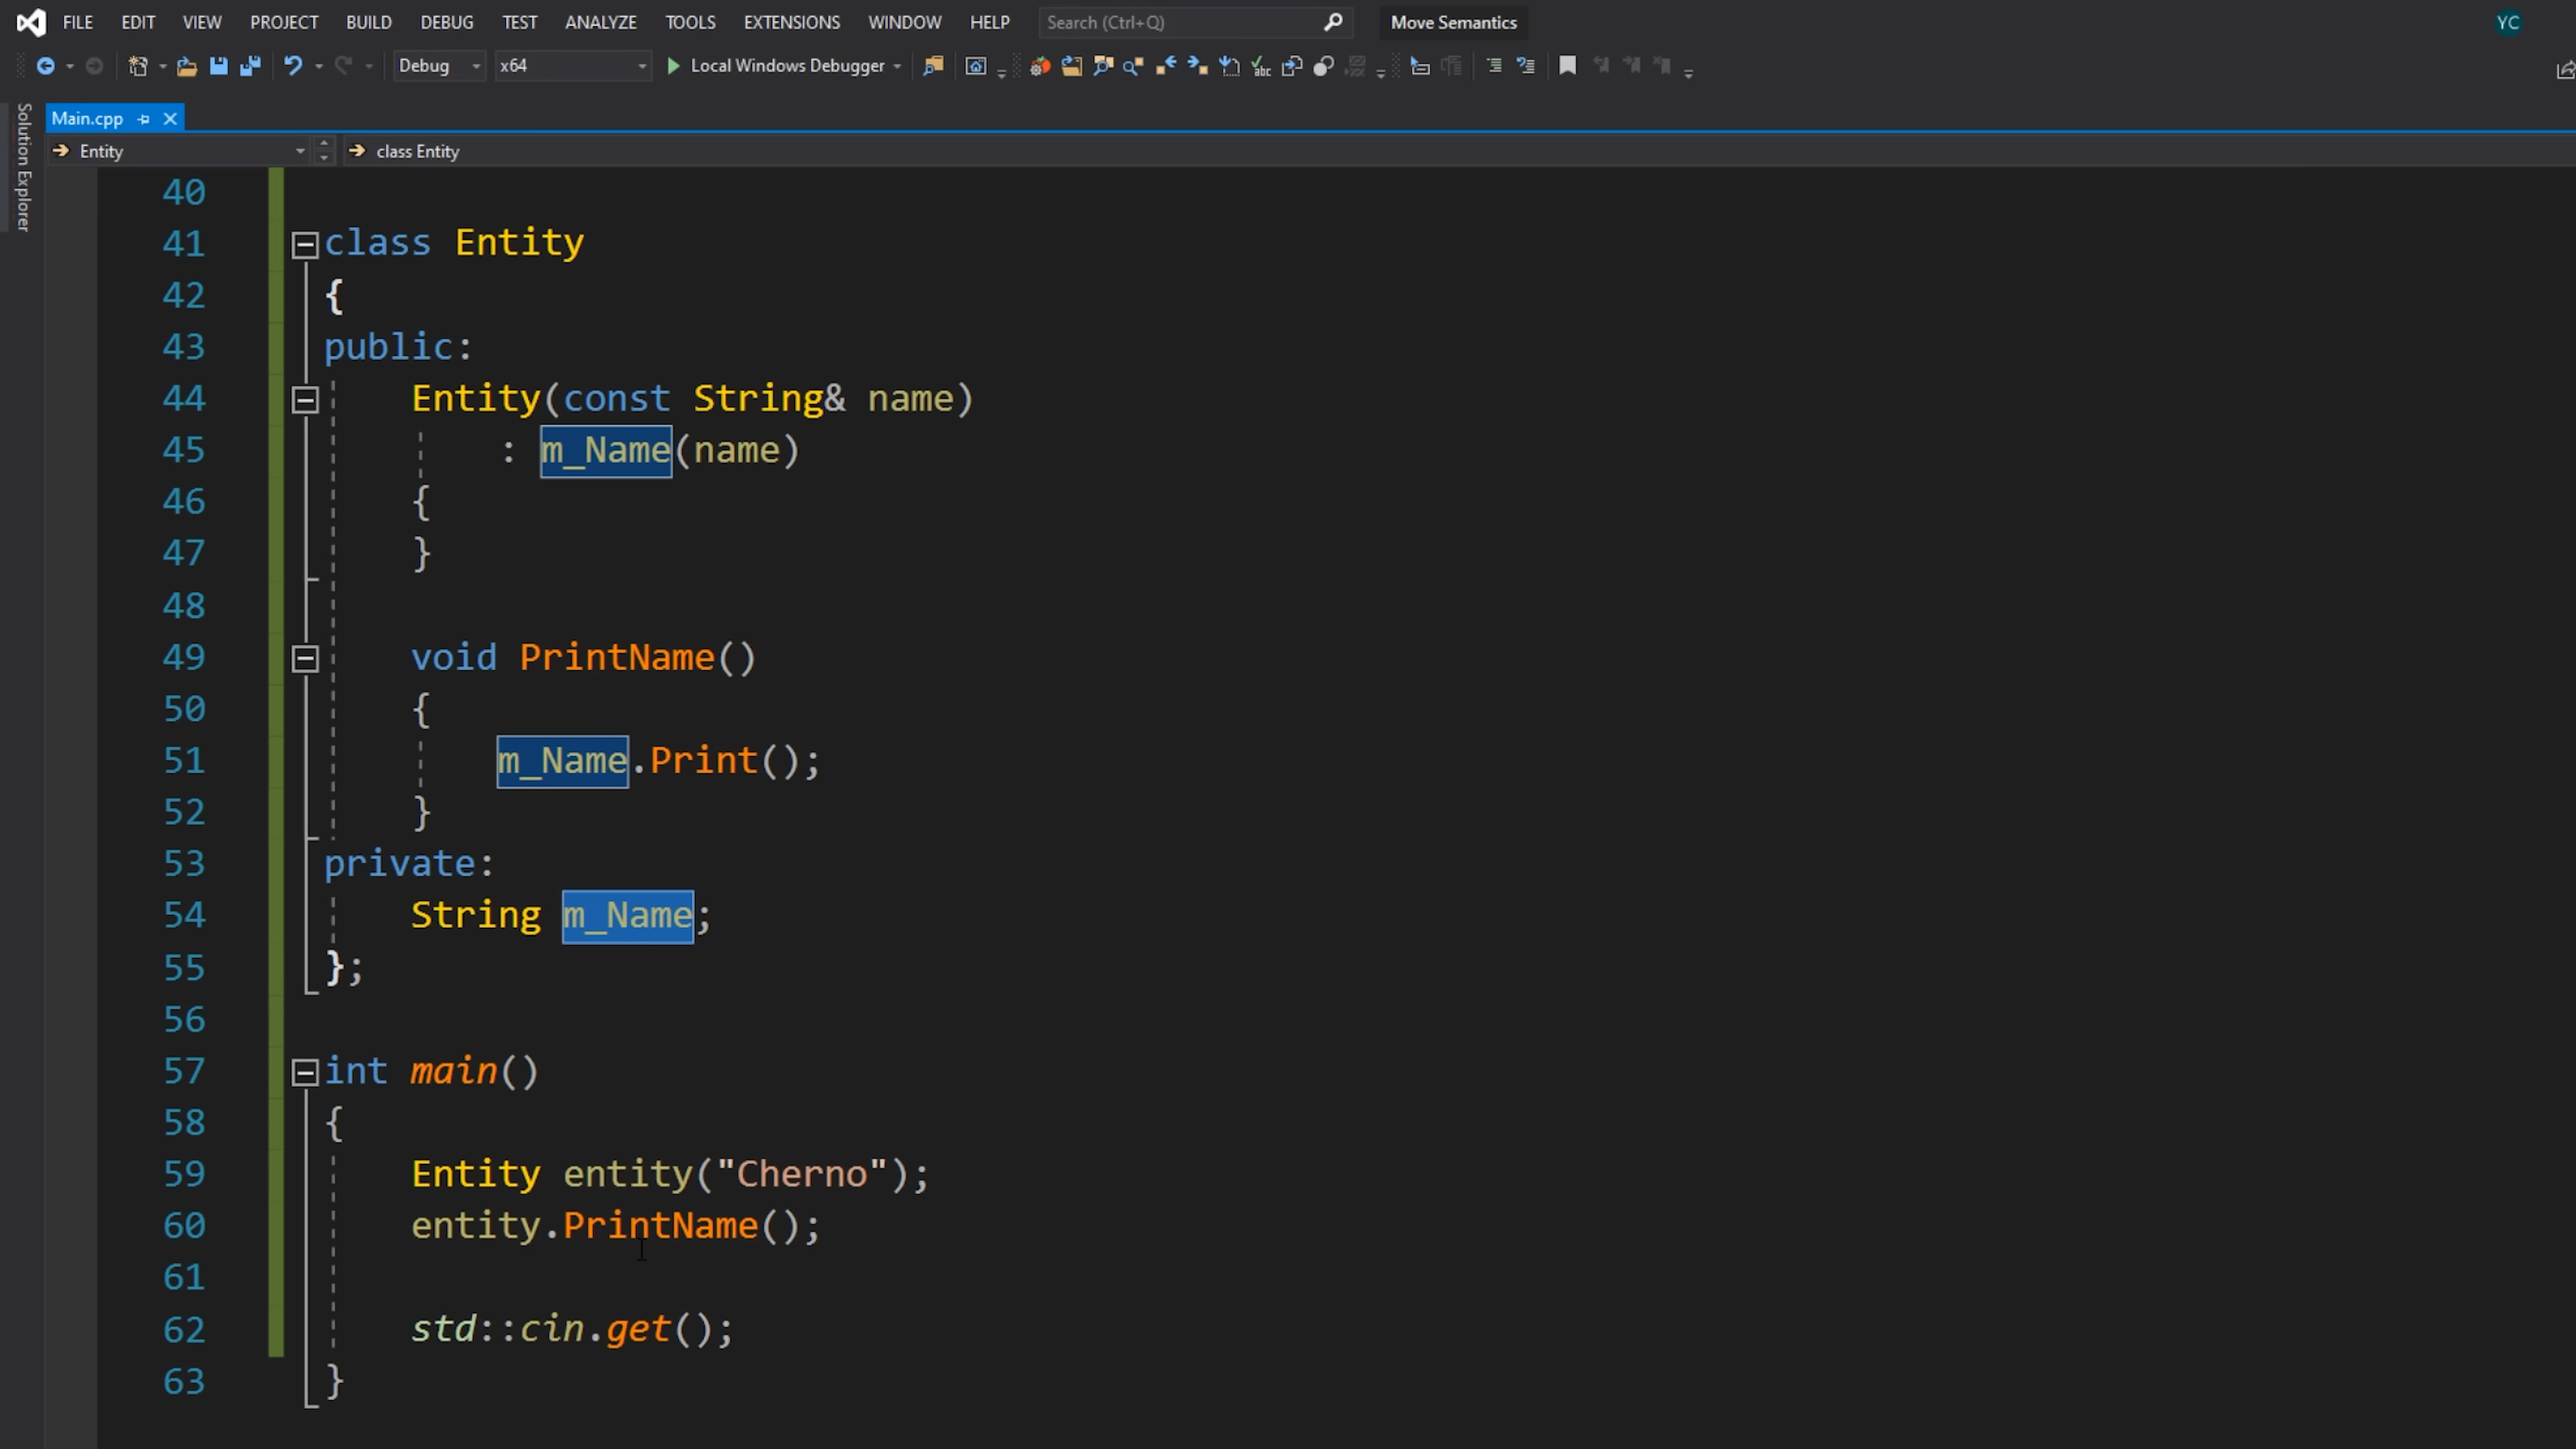 FILE EDIT VIEW PROJECT BUILD DEBUG TEST ANALYZE TOOLS EXTENSIONS WINDOW HELP Search (Ctrl+Q) Move Semantics YC
Debug x64 Local Windows Debugger
Solution Explorer
Main.cpp
Entity class Entity
40
41 class Entity
42 {
43 public:
44 Entity(const String& name)
45 : m_Name(name)
46 {
47 }
48
49 void PrintName()
50 {
51 m_Name.Print();
52 }
53 private:
54 String m_Name;
55 };
56
57 int main()
58 {
59 Entity entity("Cherno");
60 entity.PrintName();
61
62 std::cin.get();
63 }